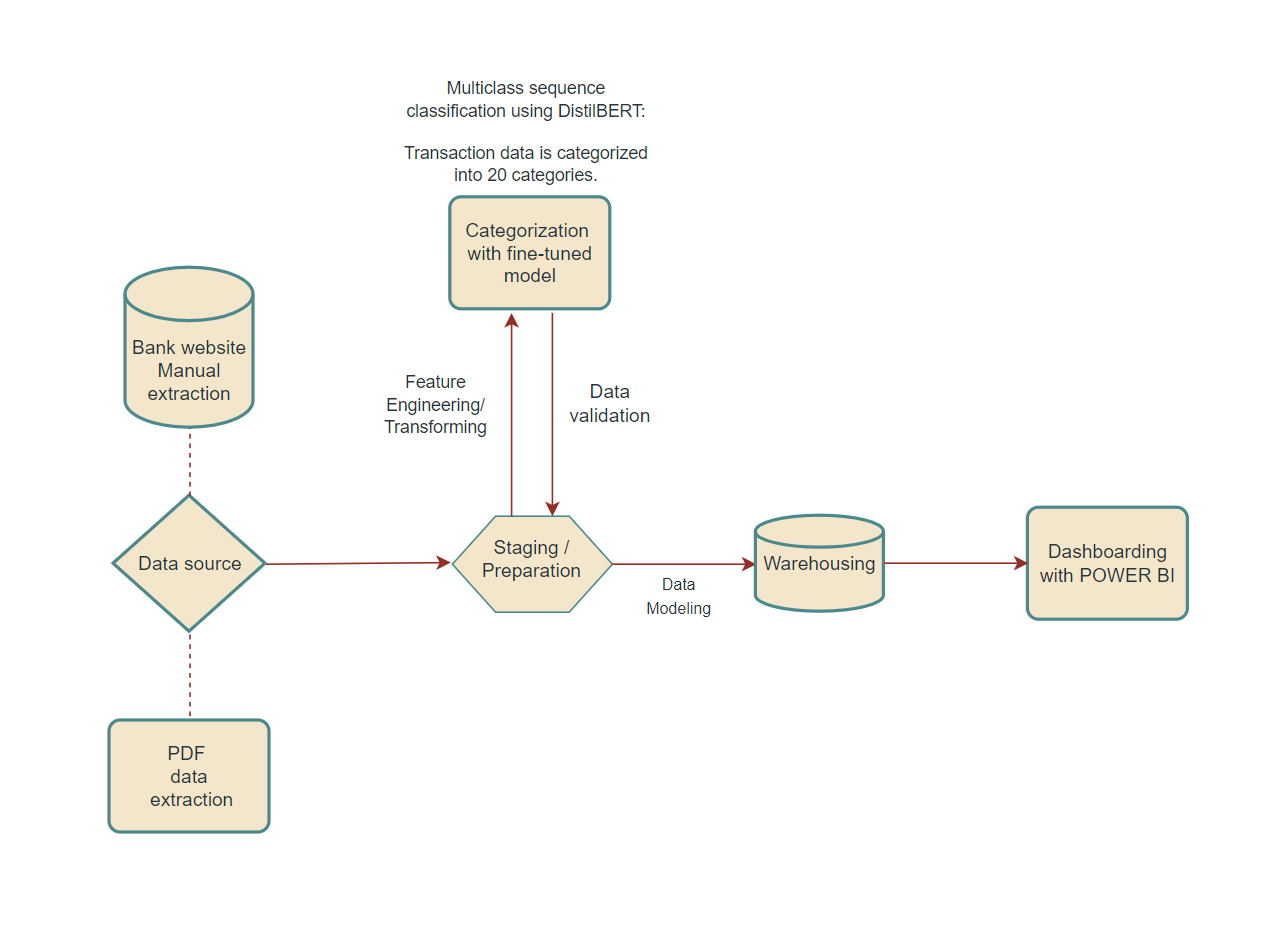 Multiclass sequence
classification using DistilBERT:
Transaction data is categorized
into 20 categories.
Categorization
with fine-tuned
model
Bank website
Manual
extraction
Feature
Engineering/
Transforming
Data
validation
Data source
Staging /
Preparation
Data
Modeling
Warehousing
Dashboarding
with POWER BI
PDF
data
extraction